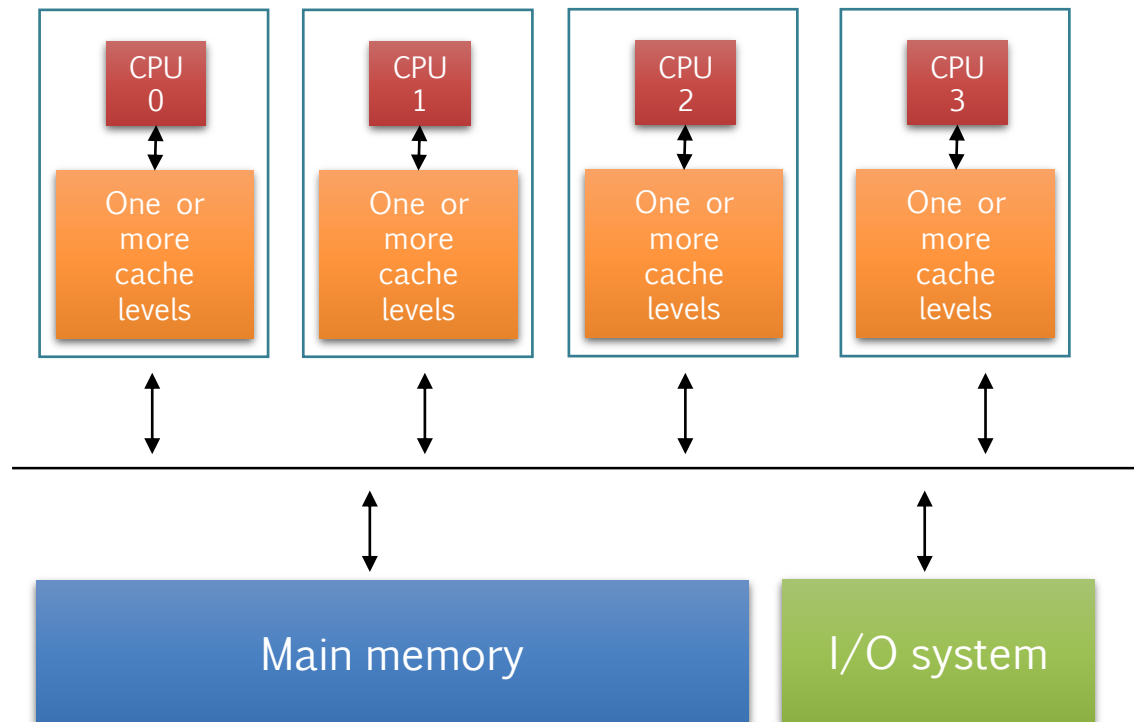 CPU
0
CPU
1
CPU
2
CPU
3
One or
more
cache
levels
One or
more
cache
levels
One or
more
cache
levels
One or
more
cache
levels
Main memory
I/O system